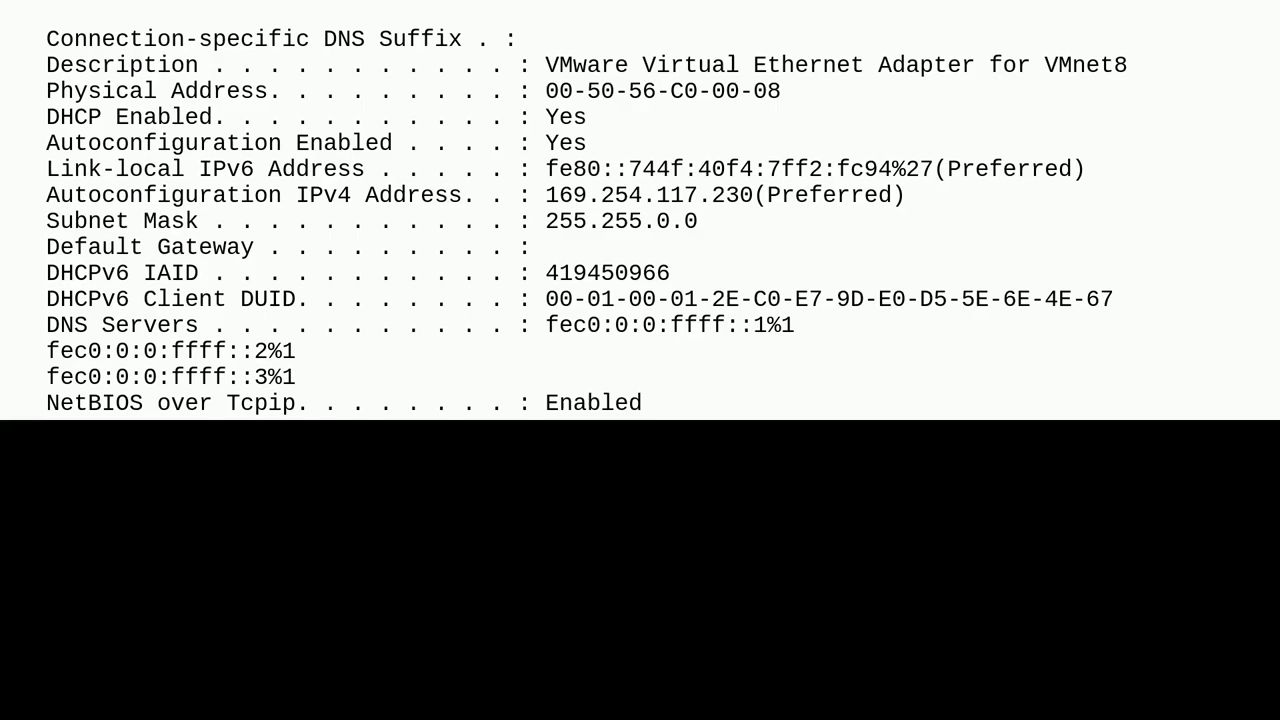 Connection-specific DNS Suffix . :
Description . . . . . . . . . . . : VMware Virtual Ethernet Adapter for VMnet8
Physical Address. . . . . . . . . : 00-50-56-C0-00-08
DHCP Enabled. . . . . . . . . . . : Yes
Autoconfiguration Enabled . . . . : Yes
Link-local IPv6 Address . . . . . : fe80::744f:40f4:7ff2:fc94%27(Preferred)
Autoconfiguration IPv4 Address. . : 169.254.117.230(Preferred)
Subnet Mask . . . . . . . . . . . : 255.255.0.0
Default Gateway . . . . . . . . . :
DHCPv6 IAID . . . . . . . . . . . : 419450966
DHCPv6 Client DUID. . . . . . . . : 00-01-00-01-2E-C0-E7-9D-E0-D5-5E-6E-4E-67
DNS Servers . . . . . . . . . . . : fec0:0:0:ffff::1%1
fec0:0:0:ffff::2%1
fec0:0:0:ffff::3%1
NetBIOS over Tcpip. . . . . . . . : Enabled